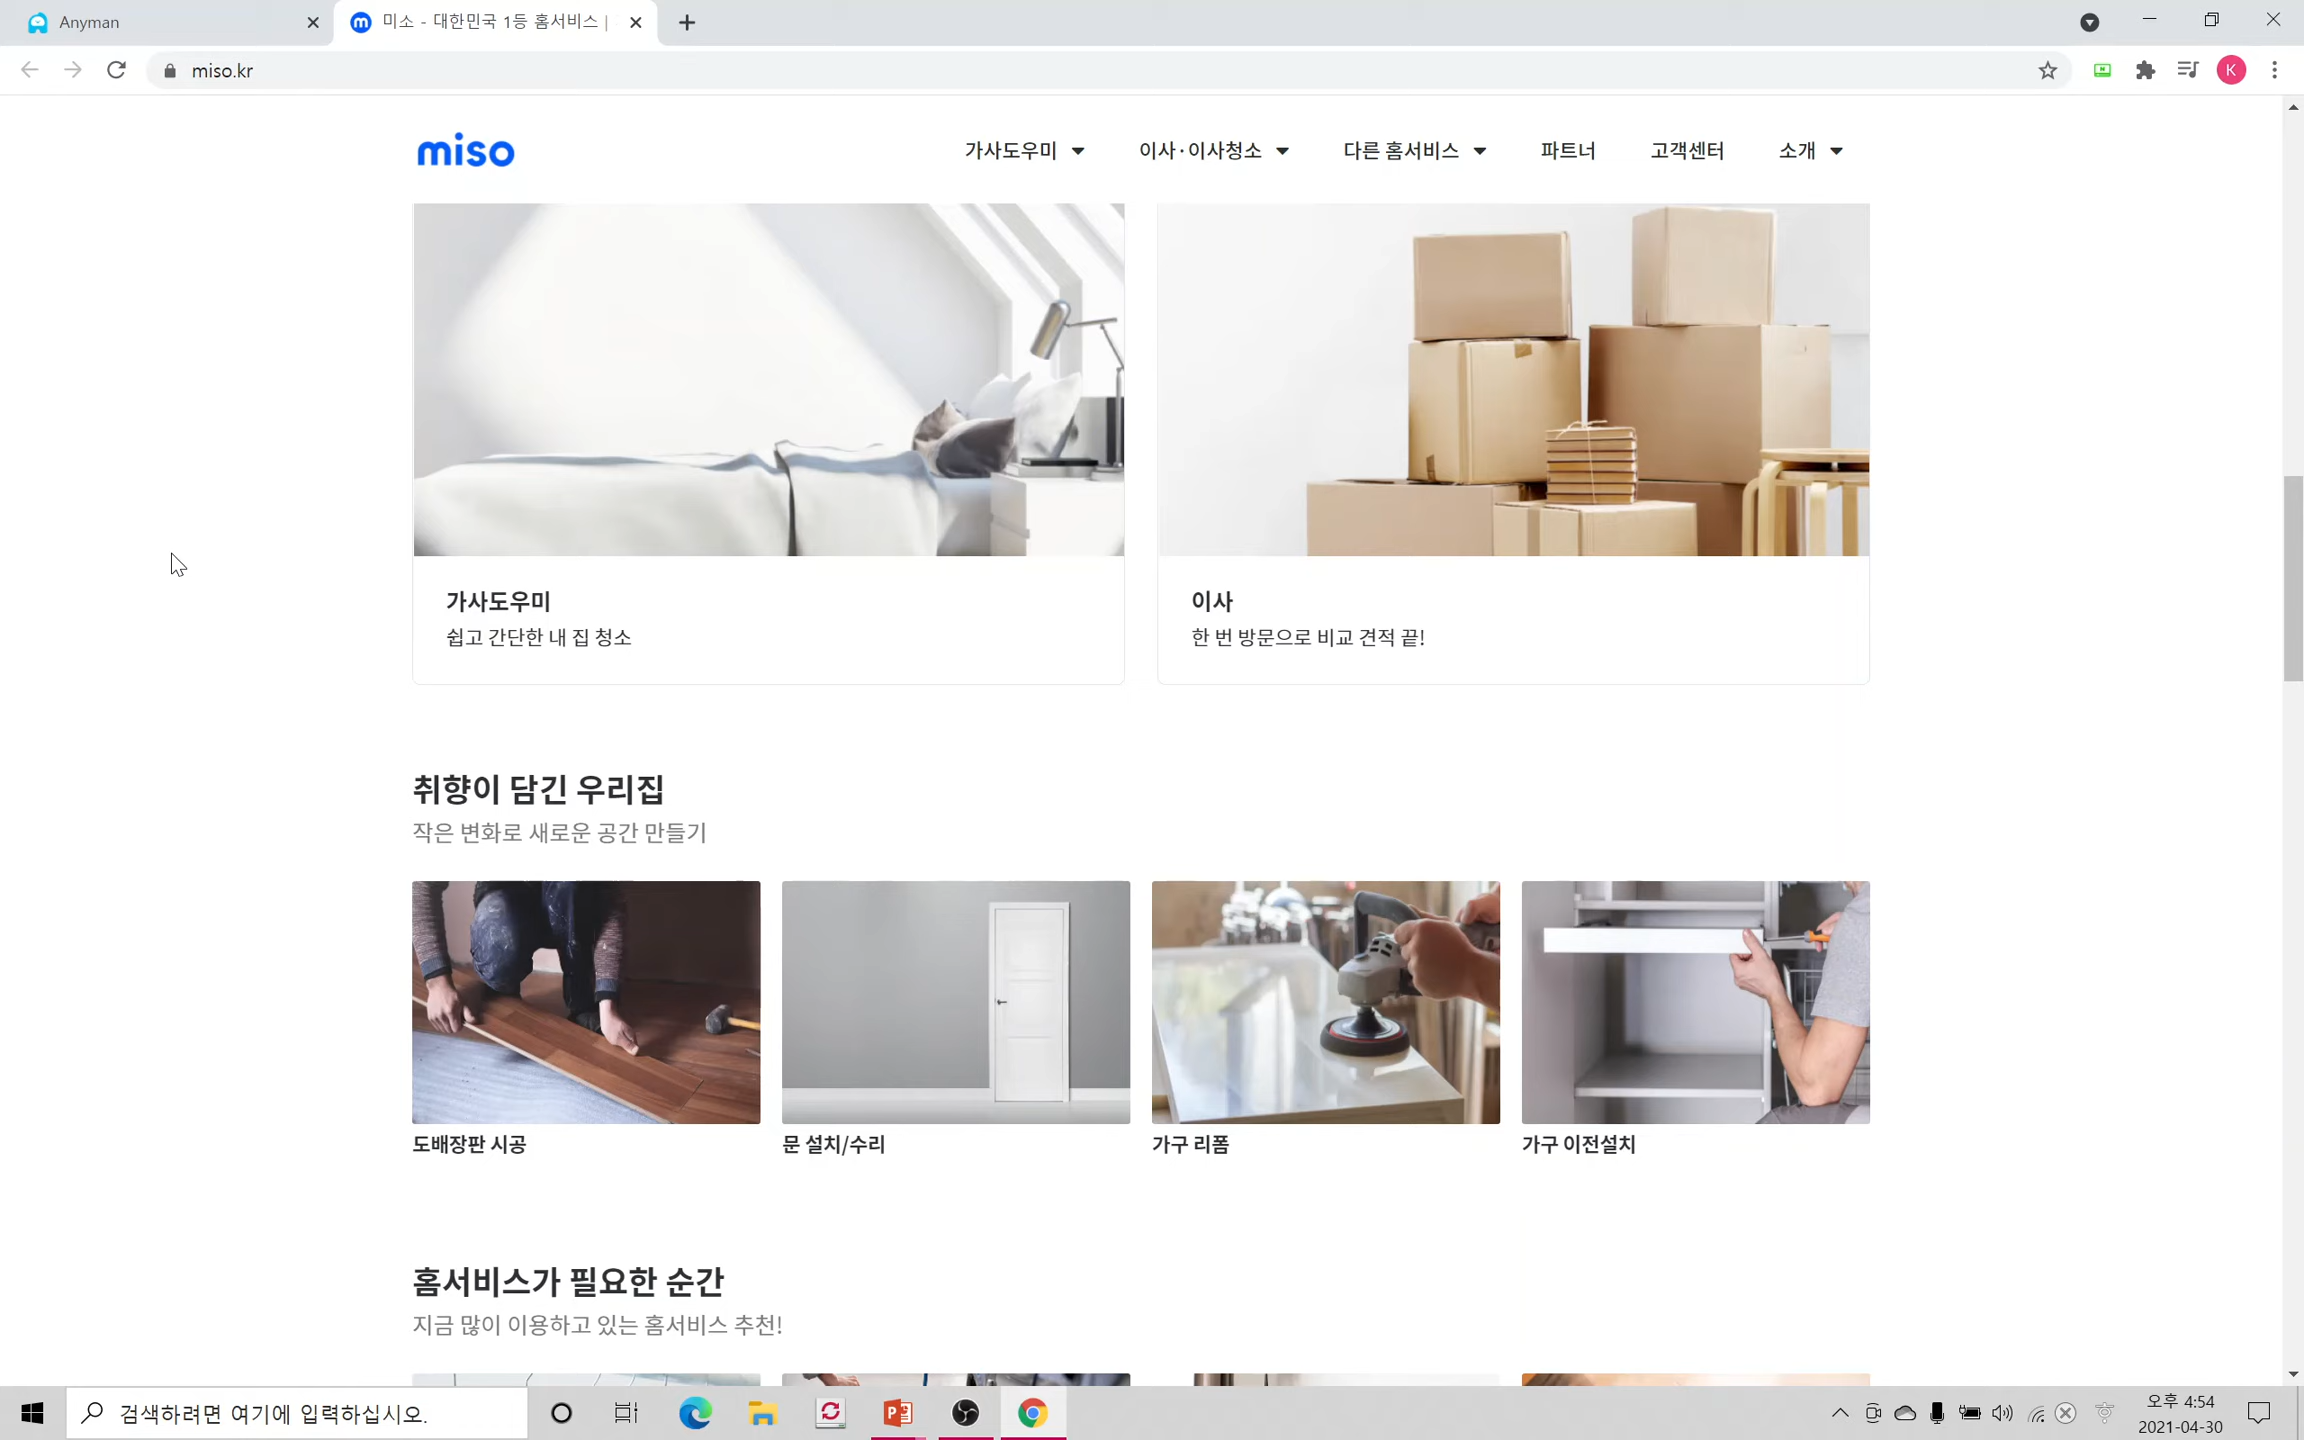 Anyman
미소 - 대한민국 1등 홈서비스 |
miso.kr
K
miso
가사도우미
이사·이사청소
다른 홈서비스
파트너
고객센터
소개
가사도우미
쉽고 간단한 내 집 청소
이사
한 번 방문으로 비교 견적 끝!
취향이 담긴 우리집
작은 변화로 새로운 공간 만들기
도배장판 시공
문 설치/수리
가구 리폼
가구 이전설치
홈서비스가 필요한 순간
지금 많이 이용하고 있는 홈서비스 추천!
검색하려면 여기에 입력하십시오.
오후 4:54
2021-04-30